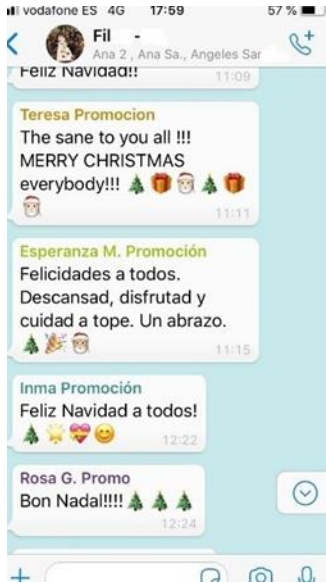 vodafone ES 4G 17:59 57 %
Fil -
Ana 2 , Ana Sa., Angeles Sar
Feliz Navidad!! 11:09
Teresa Promocion
The sane to you all !!!
MERRY CHRISTMAS
everybody!!! 🎄🎁🎅🎄🎁
🎅 11:11
Esperanza M. Promoción
Felicidades a todos.
Descansad, disfrutad y
cuidad a tope. Un abrazo.
🎄🎉🎅 11:15
Inma Promoción
Feliz Navidad a todos!
🎄🌟💝😊 12:22
Rosa G. Promo
Bon Nadal!!!! 🎄🎄🎄
12:24